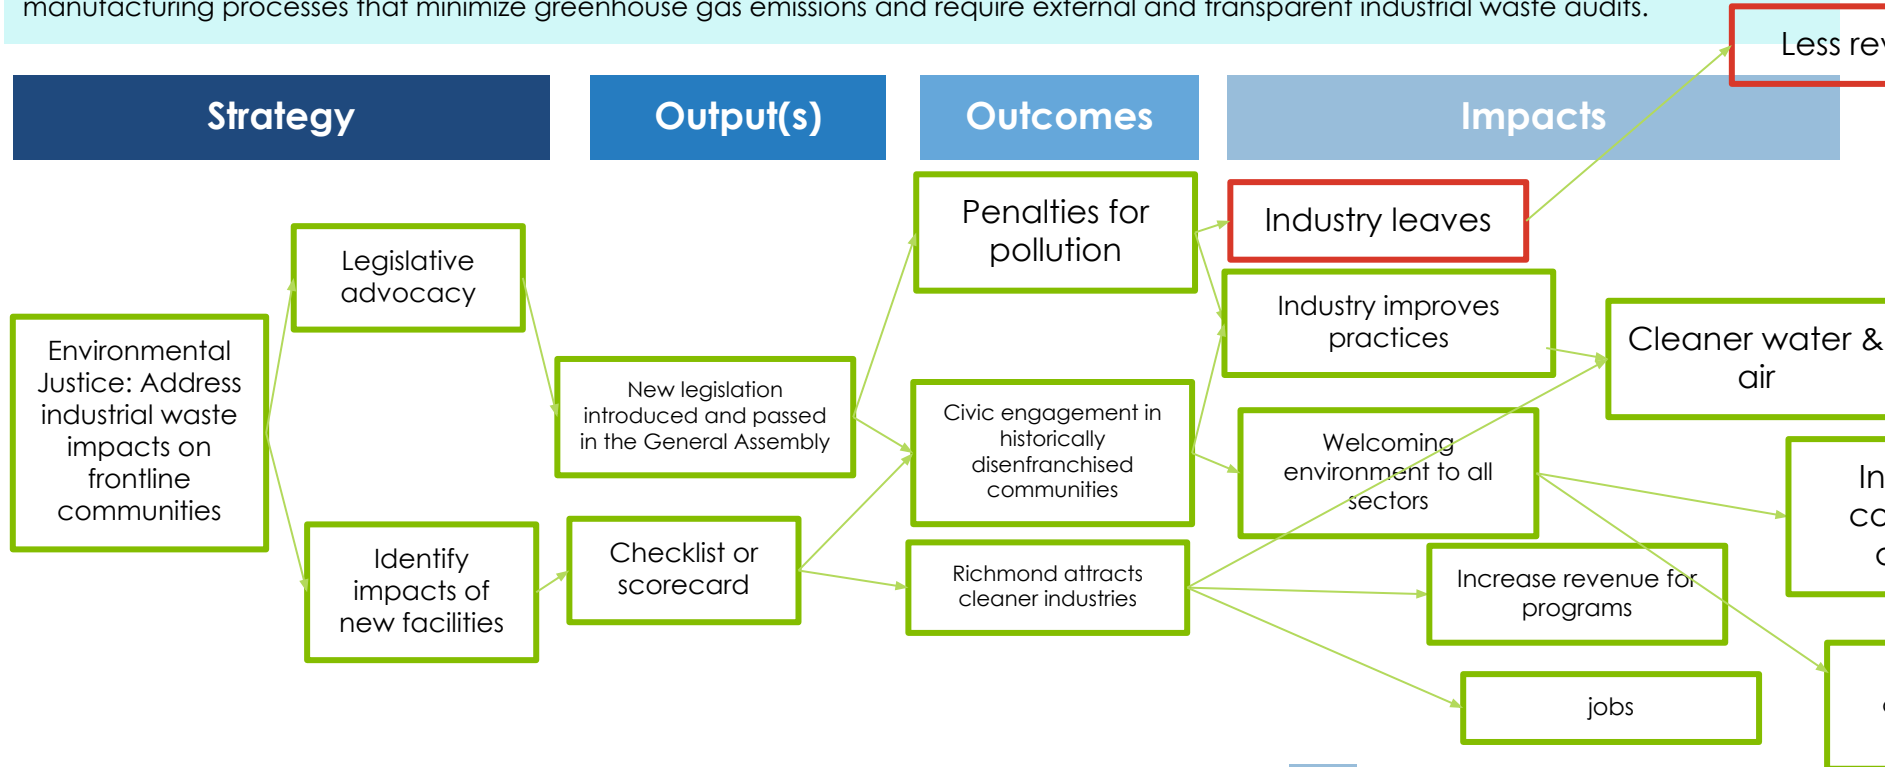 manufacturing processes that minimize greenhouse gas emissions and require external and transparent industrial waste audits.
Less rev
Strategy
Output(s)
Outcomes
Impacts
Environmental
Justice: Address
industrial waste
impacts on
frontline
communities
Legislative
advocacy
Identify
impacts of
new facilities
New legislation
introduced and passed
in the General Assembly
Checklist or
scorecard
Penalties for
pollution
Civic engagement in
historically
disenfranchised
communities
Richmond attracts
cleaner industries
Industry leaves
Industry improves
practices
Welcoming
environment to all
sectors
Increase revenue for
programs
jobs
Cleaner water &
air
In
co